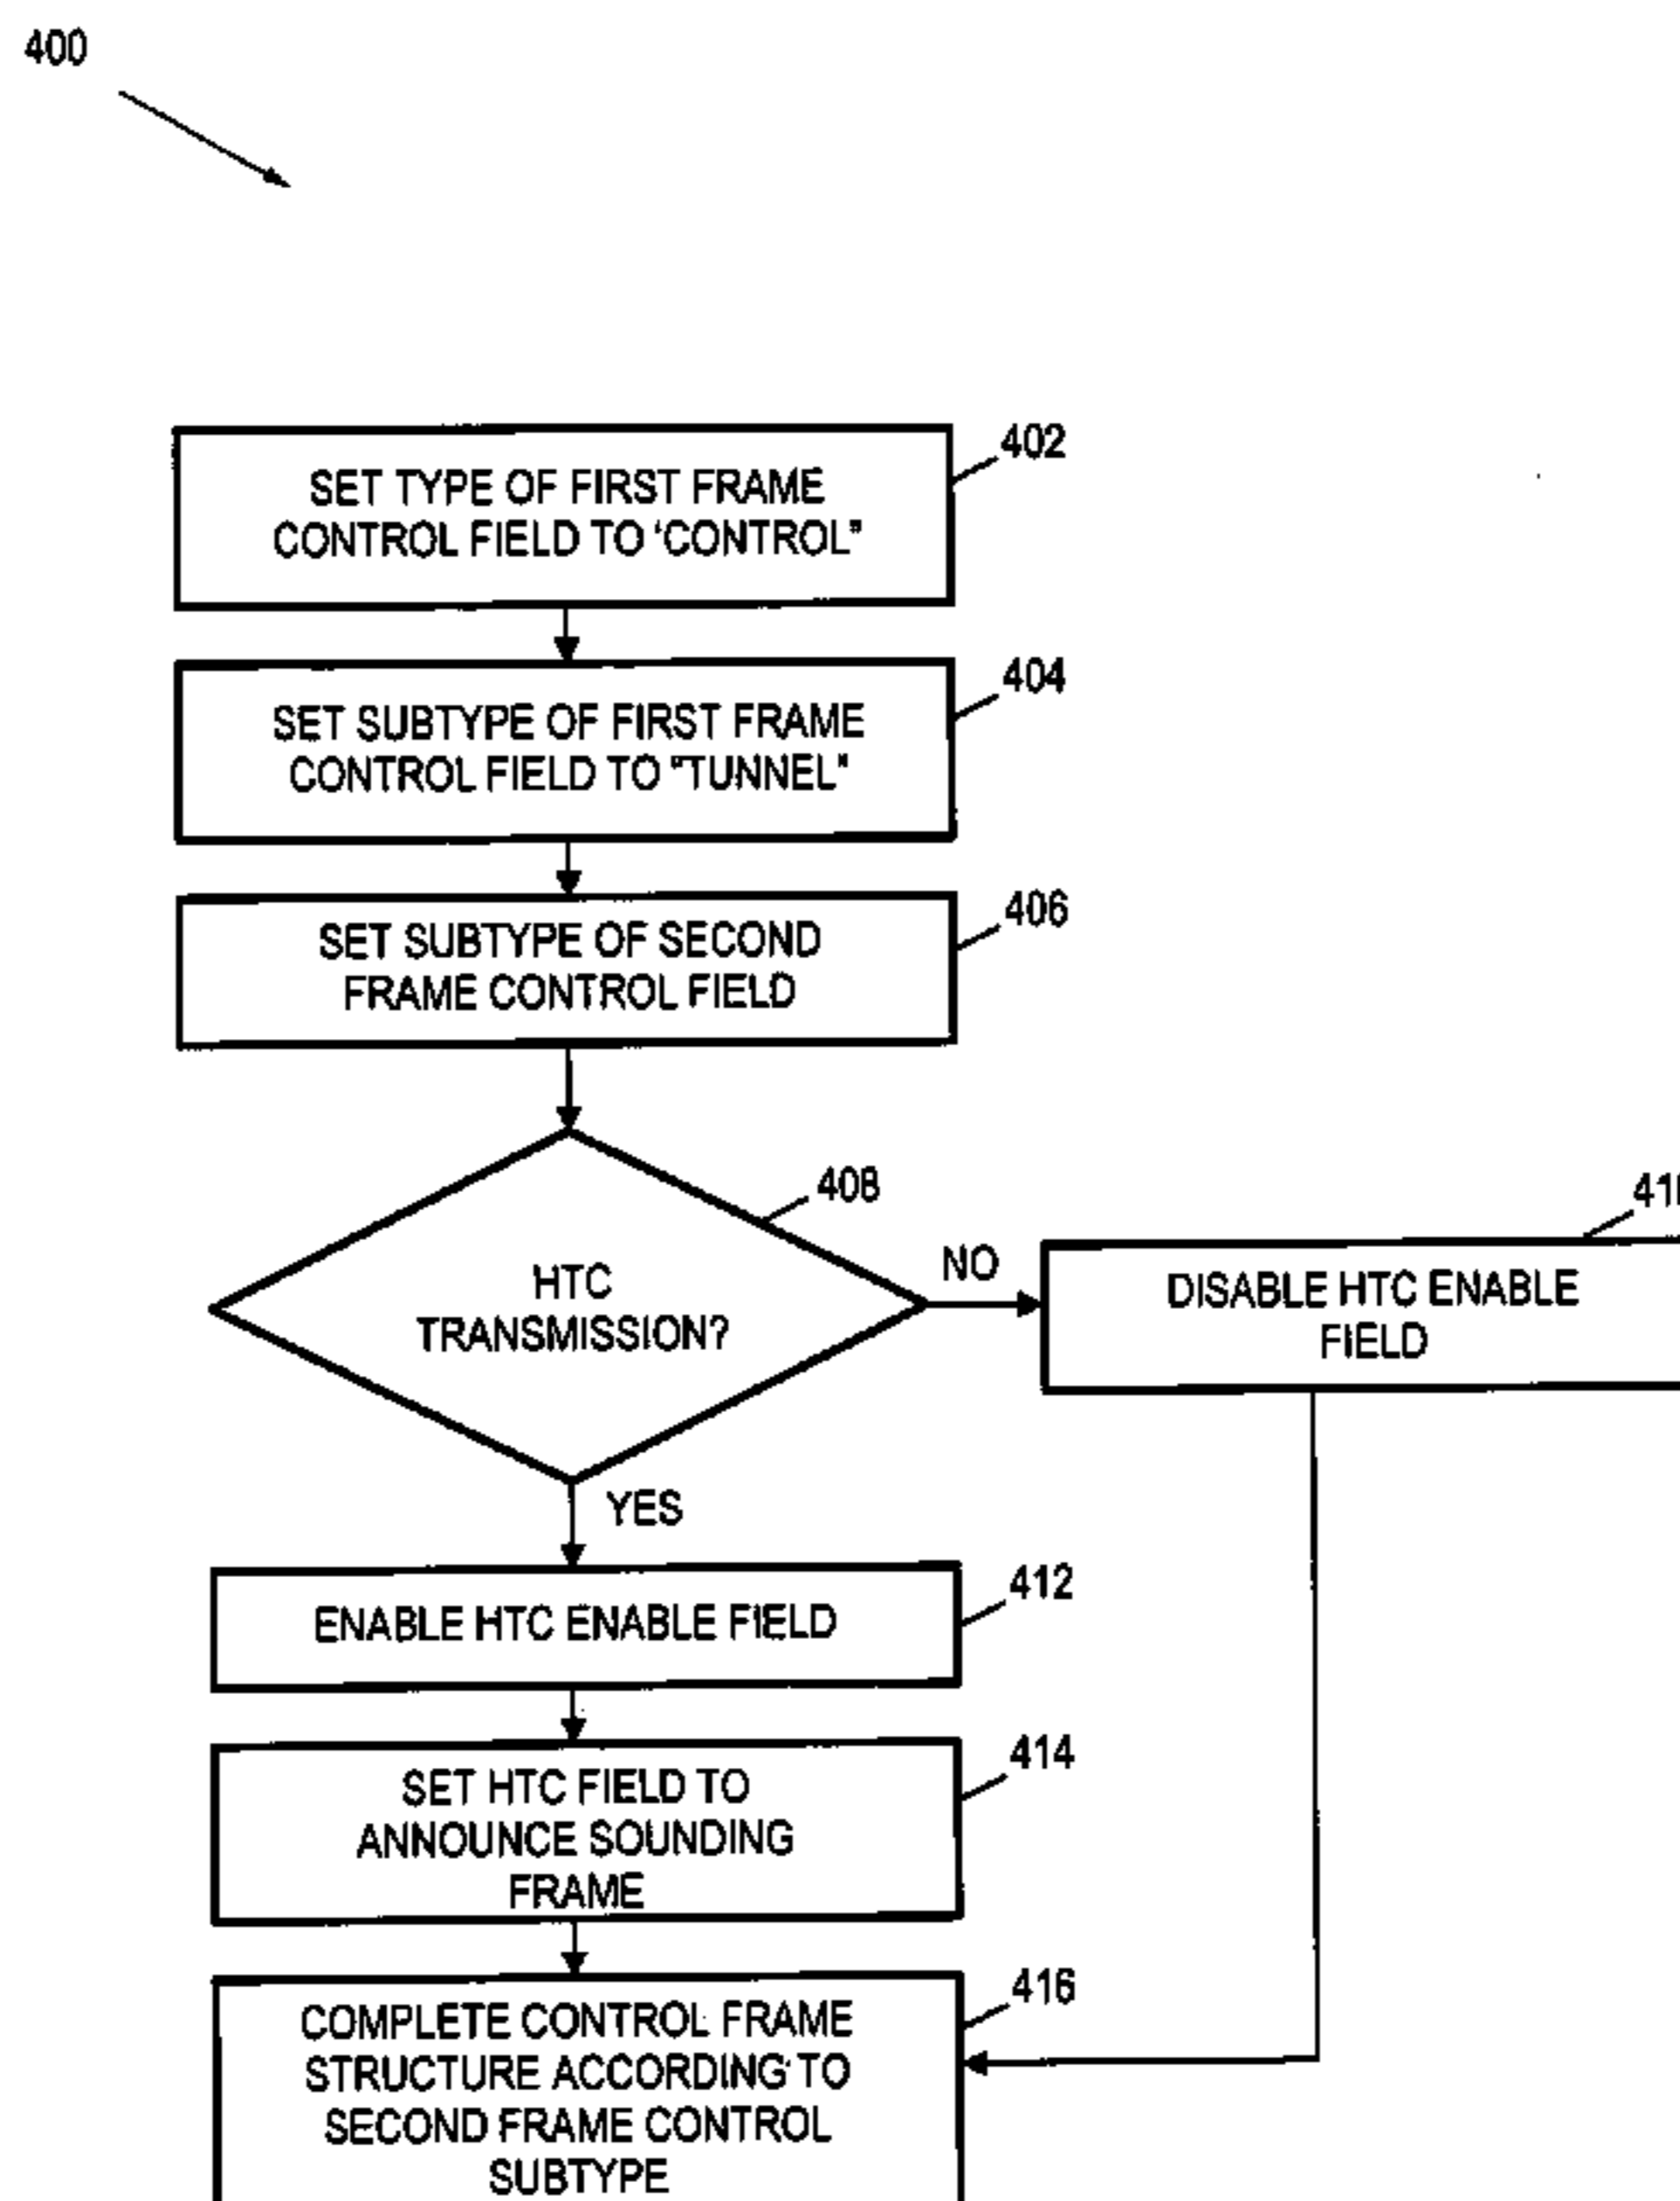 400
402
SET TYPE OF FIRST FRAME
CONTROL FIELD TO 'CONTROL"
404
SET SUBTYPE OF FIRST FRAME
CONTROL FIELD TO "TUNNEL"
406
SET SUBTYPE OF SECOND
FRAME CONTROL FIELD
408
HTC
TRANSMISSION?
NO
DISABLE HTC ENABLE
FIELD
YES
412
ENABLE HTC ENABLE FIELD
414
SET HTC FIELD TO
ANNOUNCE SOUNDING
FRAME
416
COMPLETE CONTROL FRAME
STRUCTURE ACCORDING TO
SECOND FRAME CONTROL
SUBTYPE